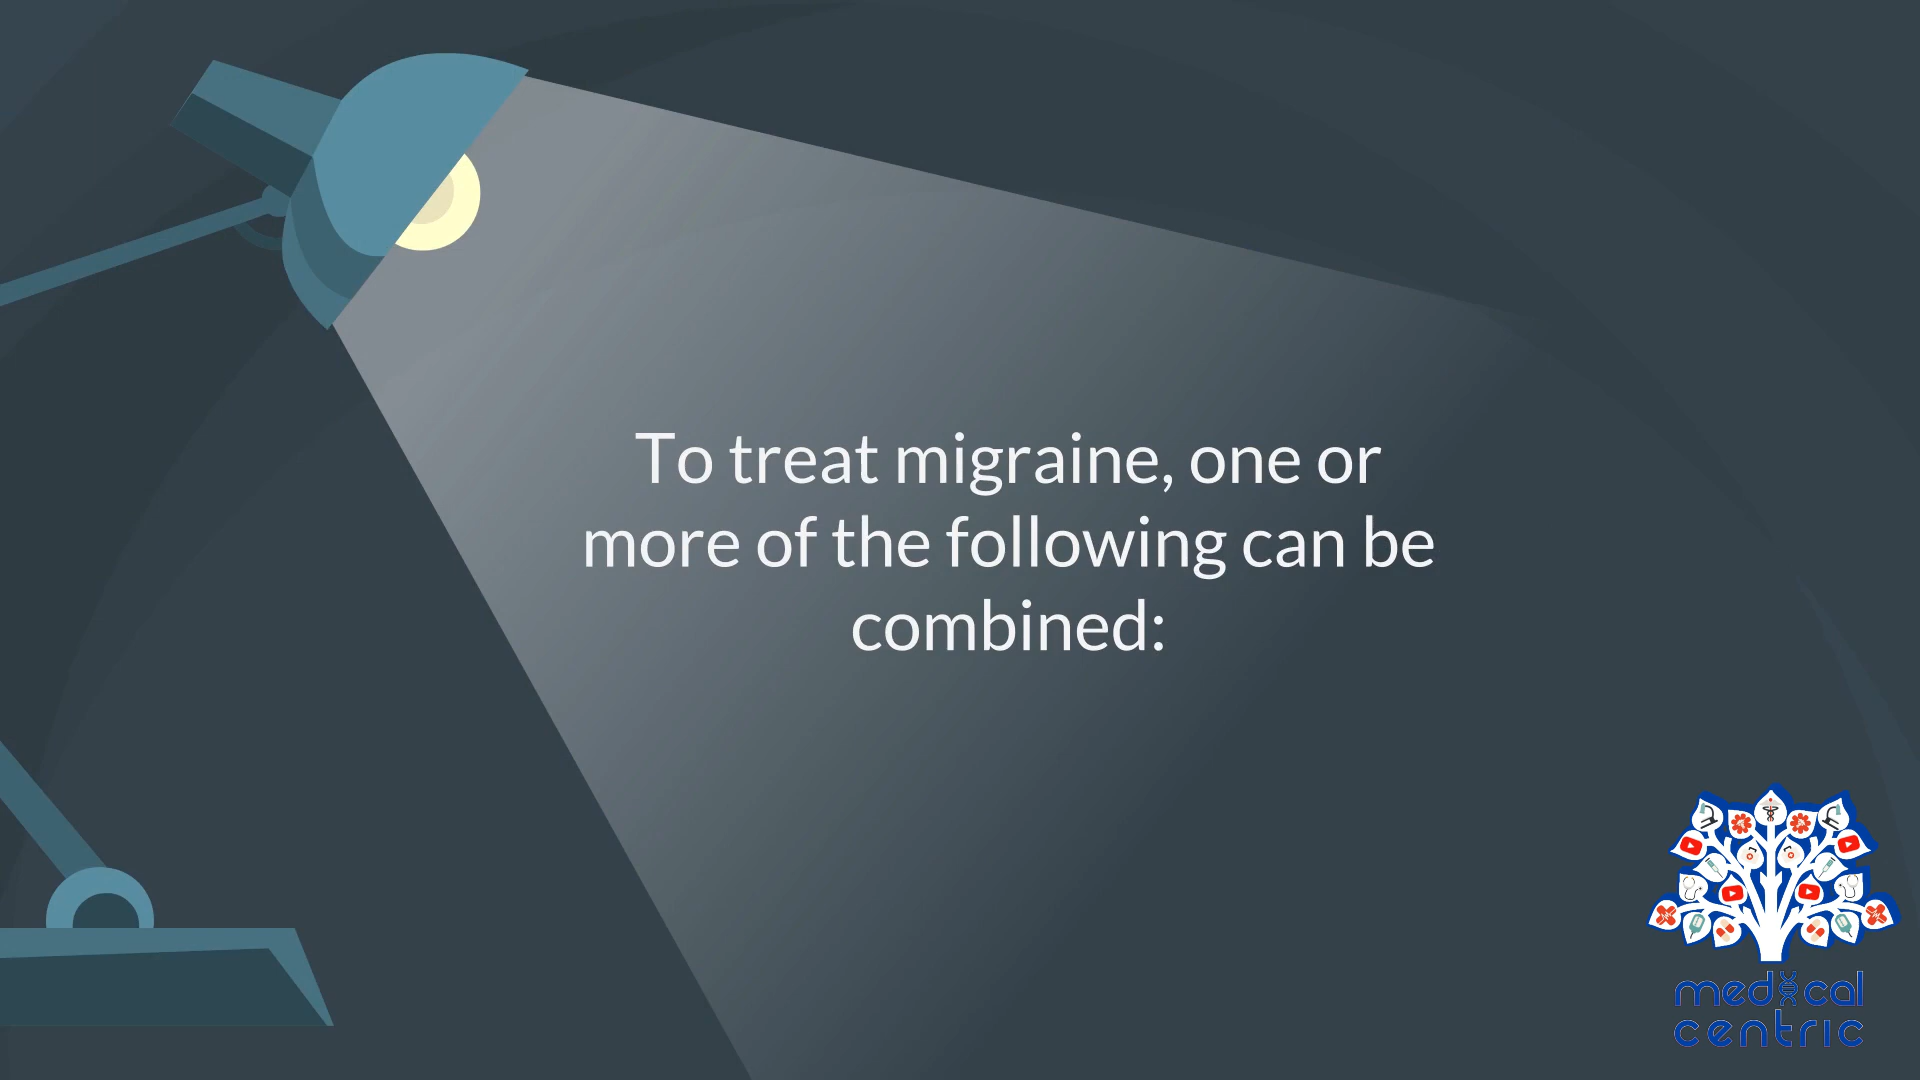 To treat migraine, one or
more of the following can be
combined:
medical
centric